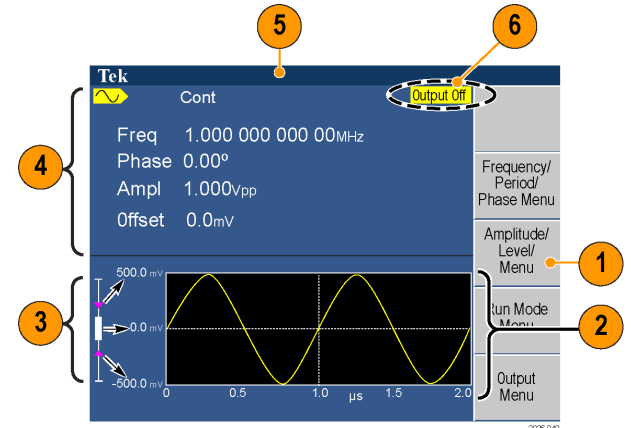 5
6
Tek
Cont
Output Off
Freq 1.000 000 000 00MHz
Phase 0.00º
Ampl 1.000Vpp
Offset 0.0mV
4
Frequency/
Period/
Phase Menu
Amplitude/
Level/
Menu
1
Run Mode
Menu
2
Output
Menu
3
500.0 mV
0.0 mV
-500.0 mV
0
0.5
1.0
1.5
2.0
µs